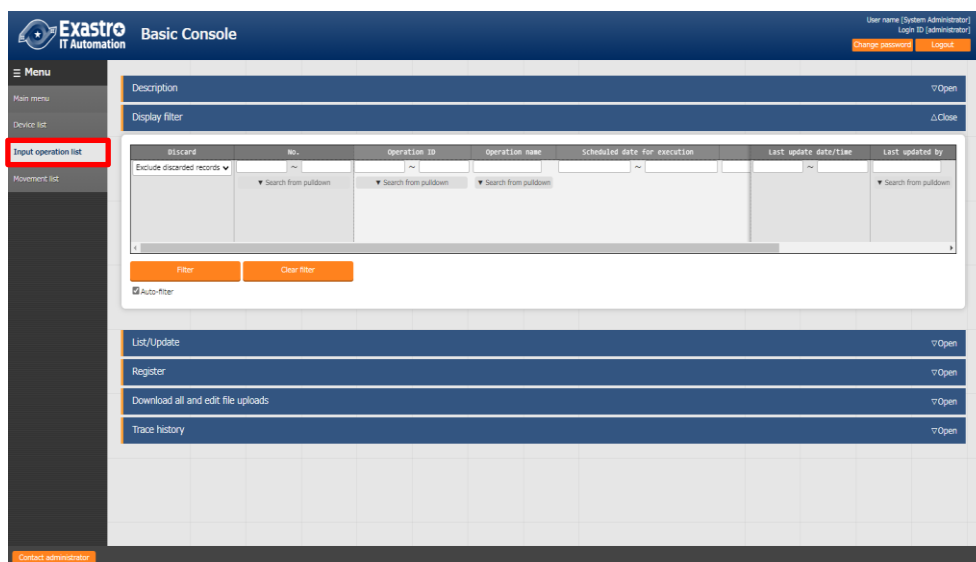 Exastro
IT Automation
Basic Console
User name [System Administrator]
Login ID [administrator]
Change password
Logout
Menu
Main menu
Device list
Input operation list
Movement list
Description
▽Open
Display filter
△Close
Discard
No.
Operation ID
Operation name
Scheduled date for execution
Last update date/time
Last updated by
Exclude discarded records
~
~
~
~
▼ Search from pulldown
▼ Search from pulldown
▼ Search from pulldown
▼ Search from pulldown
Filter
Clear filter
Auto-filter
List/Update
▽Open
Register
▽Open
Download all and edit file uploads
▽Open
Trace history
▽Open
Contact administrator